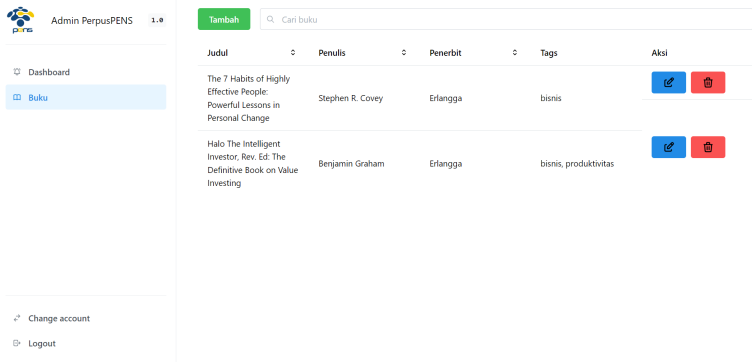 pens
Admin PerpusPENS
1.0
Dashboard
Buku
Change account
Logout
Tambah
Cari buku
Judul
Penulis
Penerbit
Tags
Aksi
The 7 Habits of Highly
Effective People:
Powerful Lessons in
Personal Change
Stephen R. Covey
Erlangga
bisnis
Halo The Intelligent
Investor, Rev. Ed: The
Definitive Book on Value
Investing
Benjamin Graham
Erlangga
bisnis, produktivitas